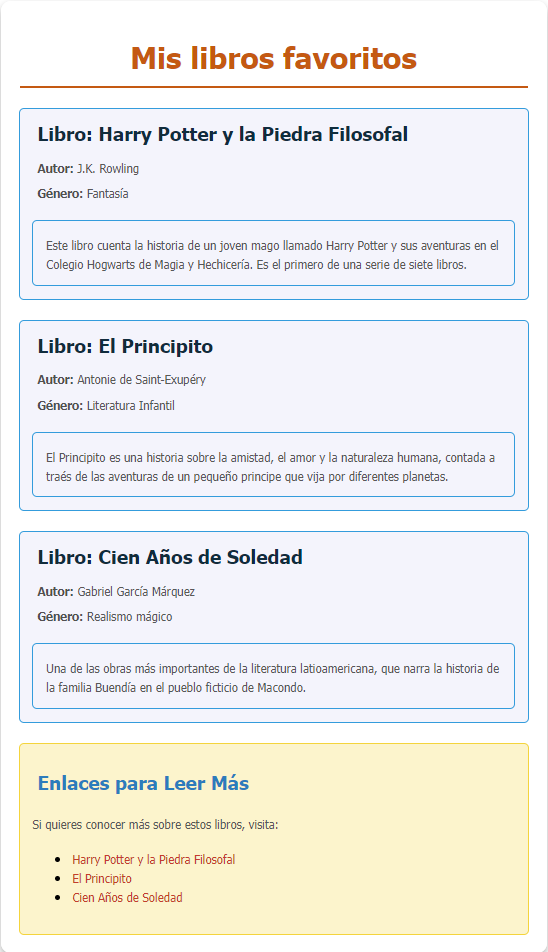 Mis libros favoritos
Libro: Harry Potter y la Piedra Filosofal
Autor: J.K. Rowling
Género: Fantasía
Este libro cuenta la historia de un joven mago llamado Harry Potter y sus aventuras en el
Colegio Hogwarts de Magia y Hechicería. Es el primero de una serie de siete libros.
Libro: El Principito
Autor: Antonie de Saint-Exupéry
Género: Literatura Infantil
El Principito es una historia sobre la amistad, el amor y la naturaleza humana, contada a
traés de las aventuras de un pequeño principe que vija por diferentes planetas.
Libro: Cien Años de Soledad
Autor: Gabriel García Márquez
Género: Realismo mágico
Una de las obras más importantes de la literatura latioamericana, que narra la historia de
la familia Buendía en el pueblo ficticio de Macondo.
Enlaces para Leer Más
Si quieres conocer más sobre estos libros, visita:
Harry Potter y la Piedra Filosofal
El Principito
Cien Años de Soledad